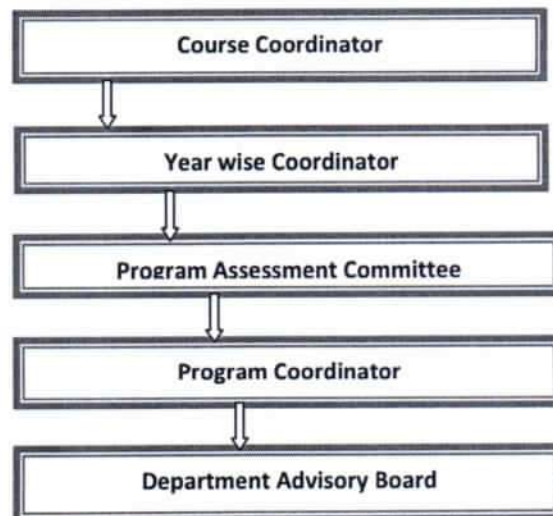 Course Coordinator
Year wise Coordinator
Program Assessment Committee
Program Coordinator
Department Advisory Board